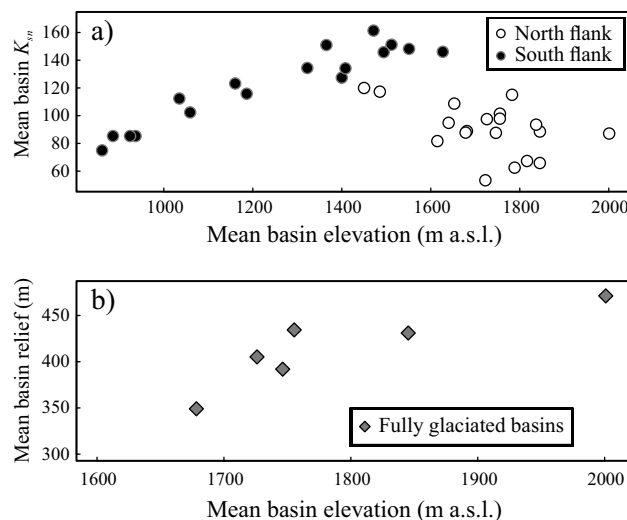 a)
Mean basin Ksn
160
140
120
100
80
60
North flank
South flank
1000
1200
1400
1600
1800
2000
Mean basin elevation (m a.s.l.)
b)
Mean basin relief (m)
450
400
350
300
Fully glaciated basins
1600
1700
1800
1900
2000
Mean basin elevation (m a.s.l.)